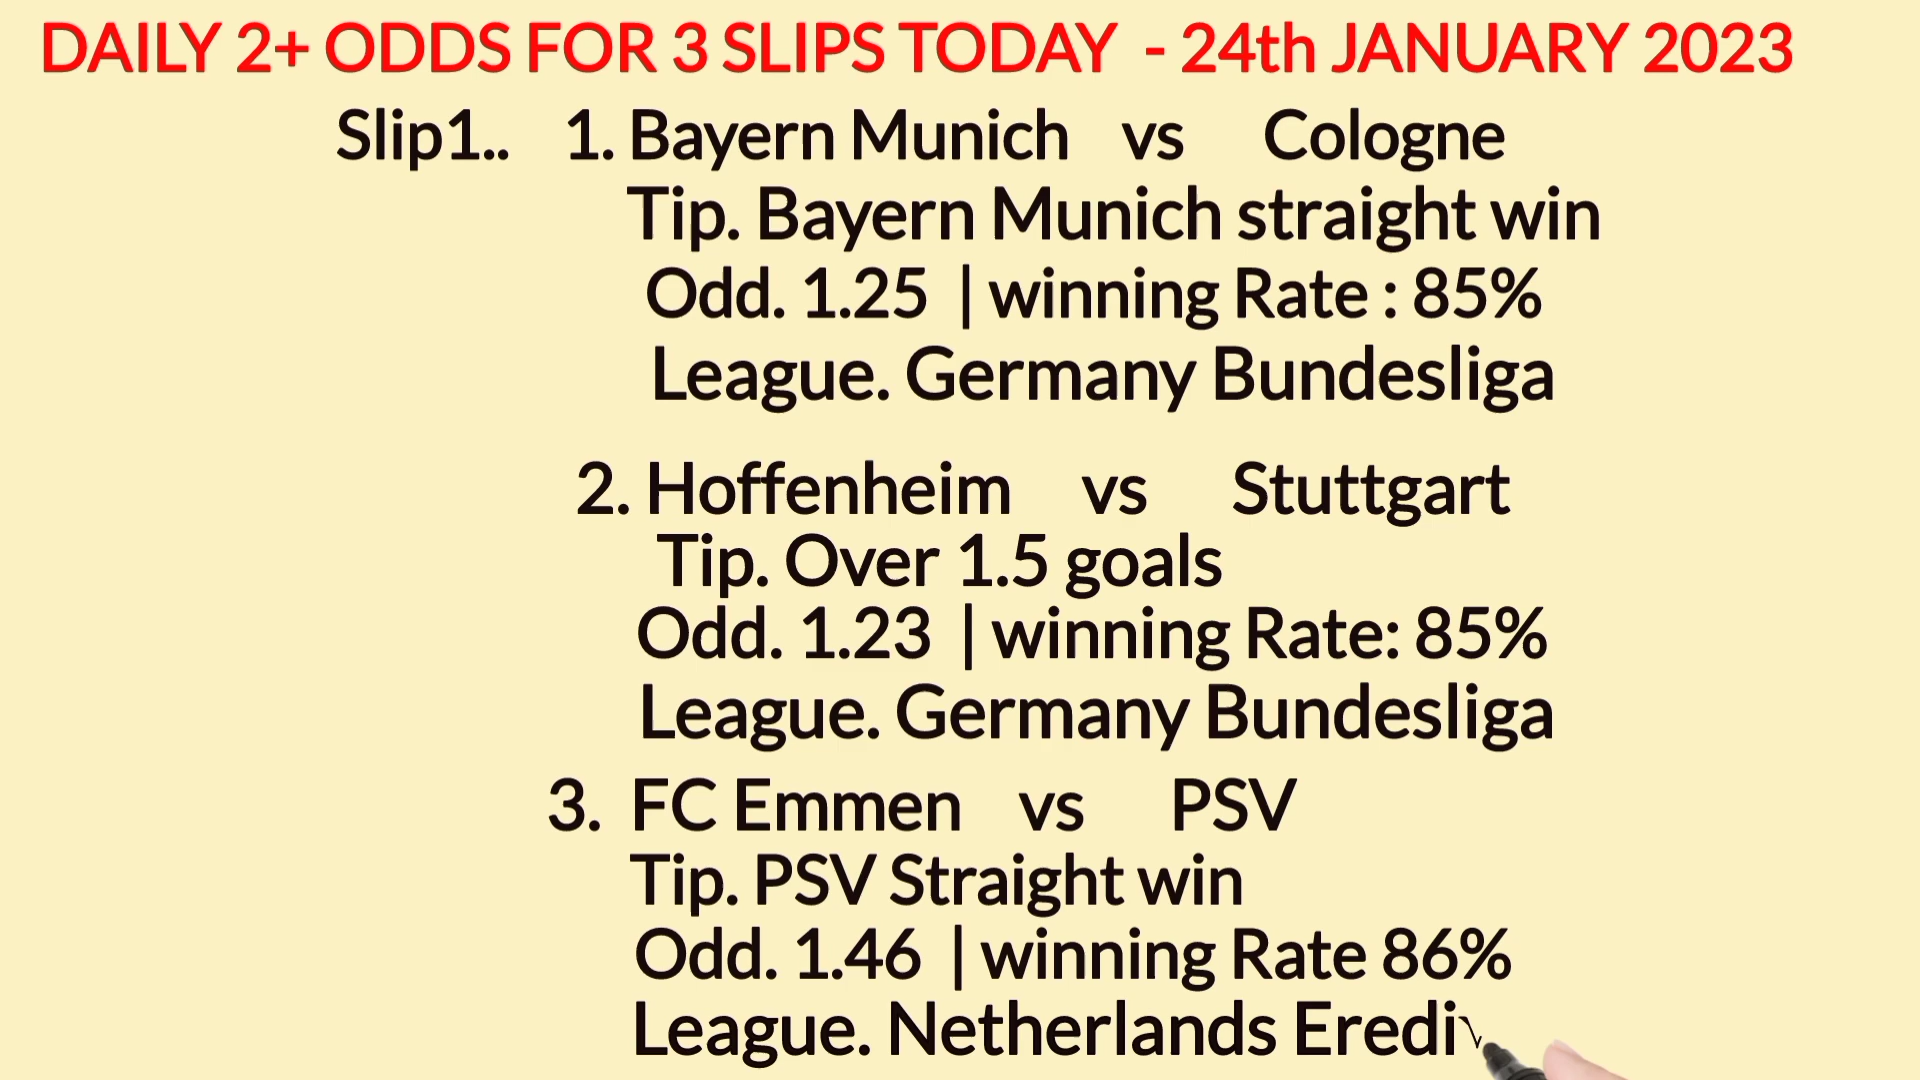 DAILY 2+ ODDS FOR 3 SLIPS TODAY - 24th JANUARY 2023
Slip1.. 1. Bayern Munich vs Cologne
Tip. Bayern Munich straight win
Odd. 1.25 | winning Rate : 85%
League. Germany Bundesliga
2. Hoffenheim vs Stuttgart
Tip. Over 1.5 goals
Odd. 1.23 | winning Rate: 85%
League. Germany Bundesliga
3. FC Emmen vs PSV
Tip. PSV Straight win
Odd. 1.46 | winning Rate 86%
League. Netherlands Eredi